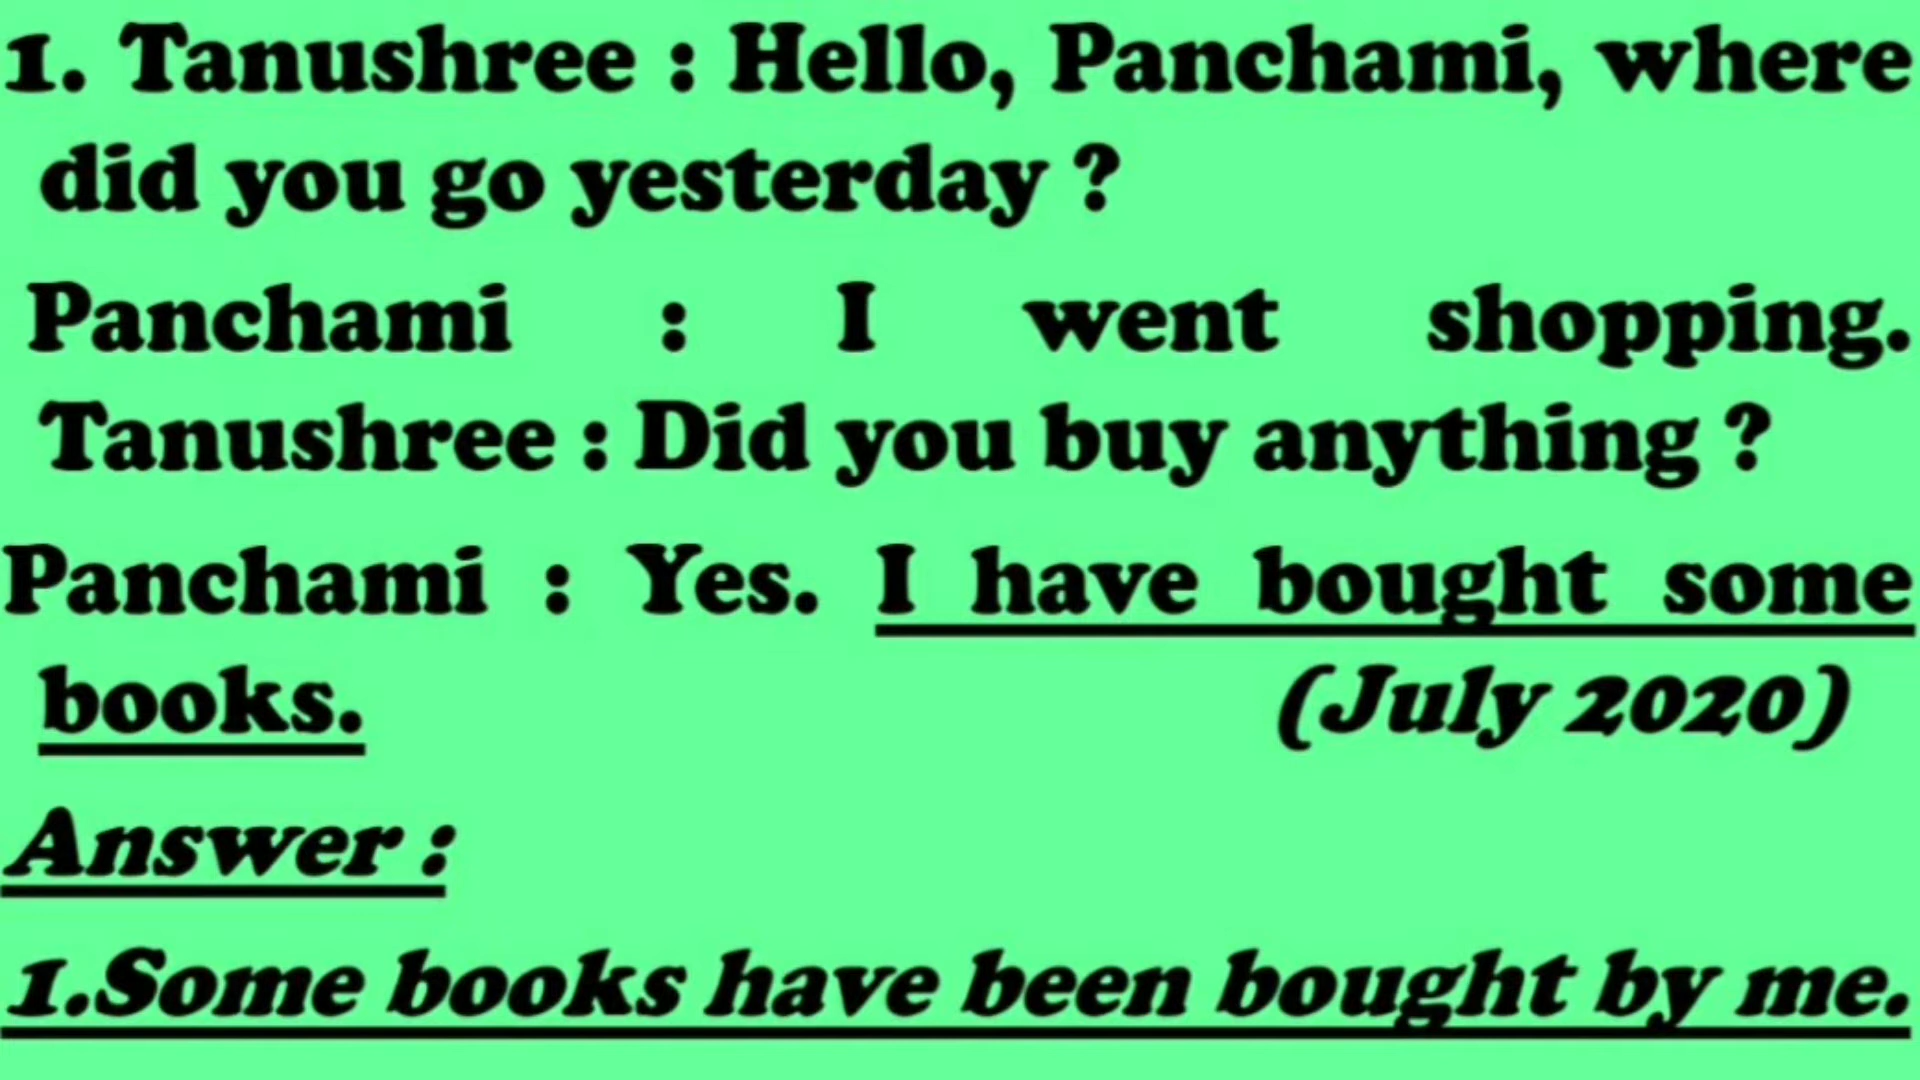 1. Tanushree : Hello, Panchami, where
did you go yesterday ?
Panchami : I went shopping.
Tanushree : Did you buy anything ?
Panchami : Yes. I have bought some
books. (July 2020)
Answer :
1.Some books have been bought by me.